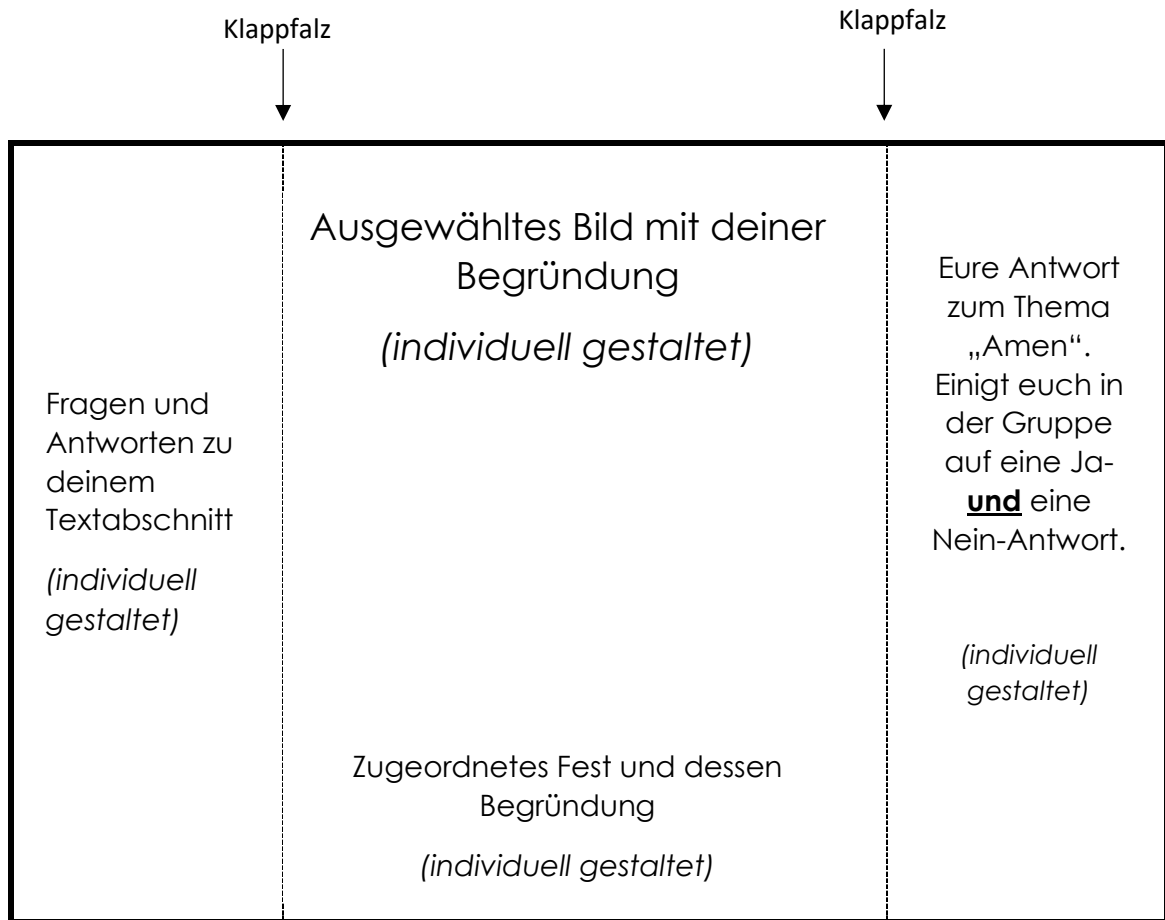 Klappfalz
Klappfalz
Fragen und
Antworten zu
deinem
Textabschnitt
(individuell
gestaltet)
Ausgewähltes Bild mit deiner
Begründung
(individuell gestaltet)
Zugeordnetes Fest und dessen
Begründung
(individuell gestaltet)
Eure Antwort
zum Thema
„Amen“.
Einigt euch in
der Gruppe
auf eine Ja-
und eine
Nein-Antwort.
(individuell
gestaltet)